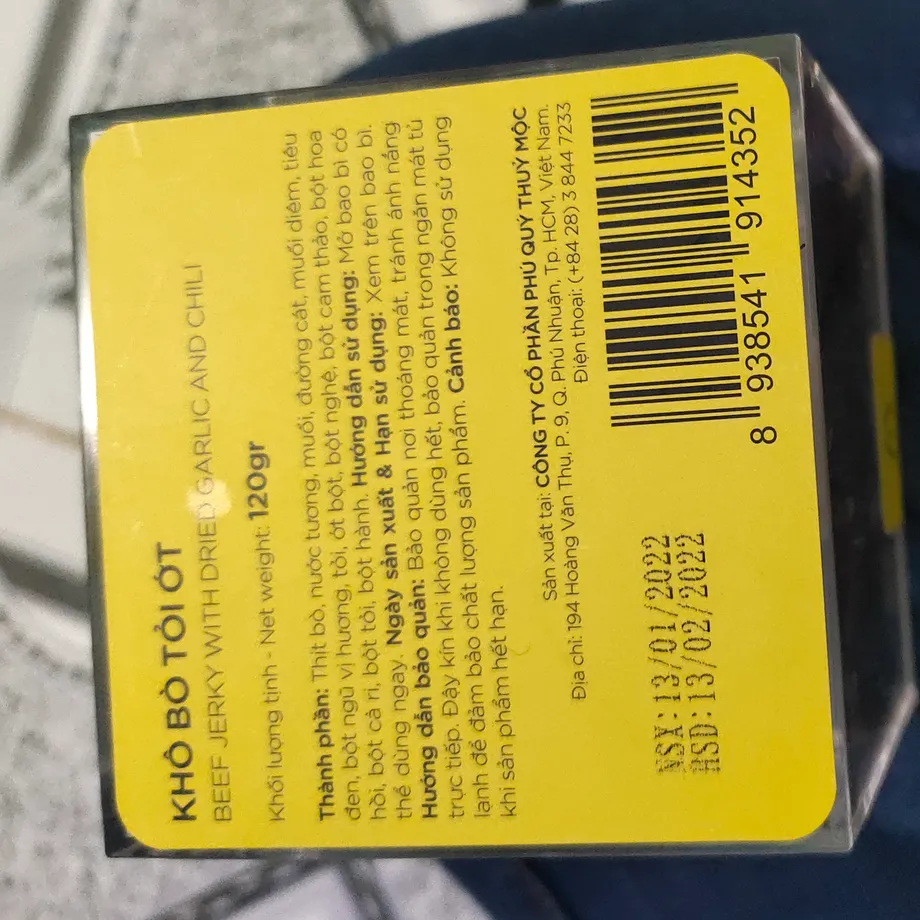 KHÔ BÒ TỎI ỚT
BEEF JERKY WITH DRIED GARLIC AND CHILI
Khối lượng tịnh - Net weight: 120gr
Thành phần: Thịt bò, nước tương, muối, đường cát, muối diêm, tiêu
đen, bột ngũ vị hương, tỏi, ớt bột, bột nghệ, bột cam thảo, bột hoa
hồi, bột cà ri, bột tỏi, bột hành. Hướng dẫn sử dụng: Mở bao bì có
thể dùng ngay. Ngày sản xuất & Hạn sử dụng: Xem trên bao bì.
Hướng dẫn bảo quản: Bảo quản nơi thoáng mát, tránh ánh nắng
trực tiếp. Đậy kín khi không dùng hết, bảo quản trong ngăn mát tủ
lạnh để đảm bảo chất lượng sản phẩm. Cảnh báo: Không sử dụng
khi sản phẩm hết hạn.
Sản xuất tại: CÔNG TY CỔ PHẦN PHÚ QUÝ THUỶ MỘC
Địa chỉ: 194 Hoàng Văn Thụ, P. 9, Q. Phú Nhuận, Tp. HCM, Việt Nam.
Điện thoại: (+84 28) 3 844 7233
NSX: 13/01/2022
HSD: 13/02/2022
8 938541 914352